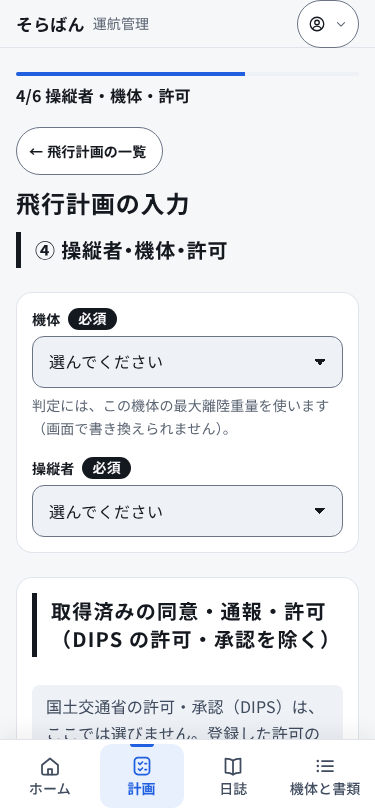 そらばん 運航管理
4/6 操縦者・機体・許可
← 飛行計画の一覧
飛行計画の入力
④ 操縦者・機体・許可
機体 必須
選んでください
判定には、この機体の最大離陸重量を使います
（画面で書き換えられません）。
操縦者 必須
選んでください
取得済みの同意・通報・許可
（DIPS の許可・承認を除く）
国土交通省の許可・承認（DIPS）は、
ここでは選びません。登録した許可の
ホーム 計画 日誌 機体と書類